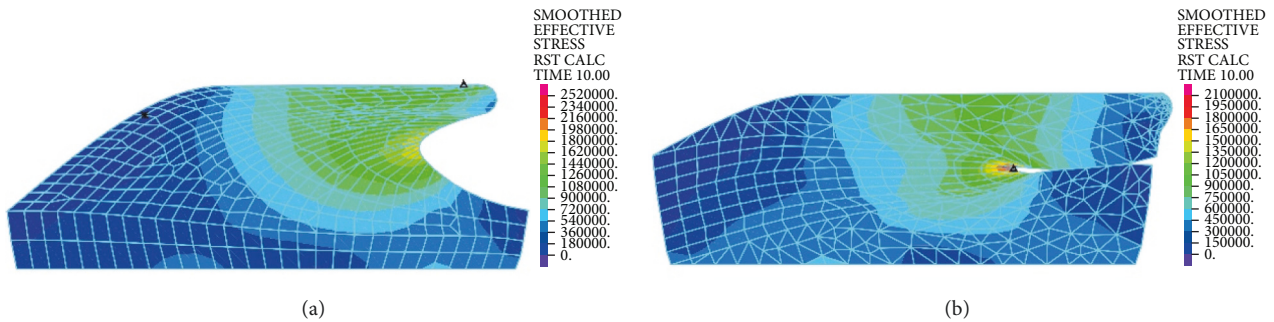 SMOOTHED
EFFECTIVE
STRESS
RST CALC
TIME 10.00
2520000.
2340000.
2160000.
1980000.
1800000.
1620000.
1440000.
1260000.
1080000.
900000.
720000.
540000.
360000.
180000.
0.
(a)
SMOOTHED
EFFECTIVE
STRESS
RST CALC
TIME 10.00
2100000.
1950000.
1800000.
1650000.
1500000.
1350000.
1200000.
1050000.
900000.
750000.
600000.
450000.
300000.
150000.
0.
(b)